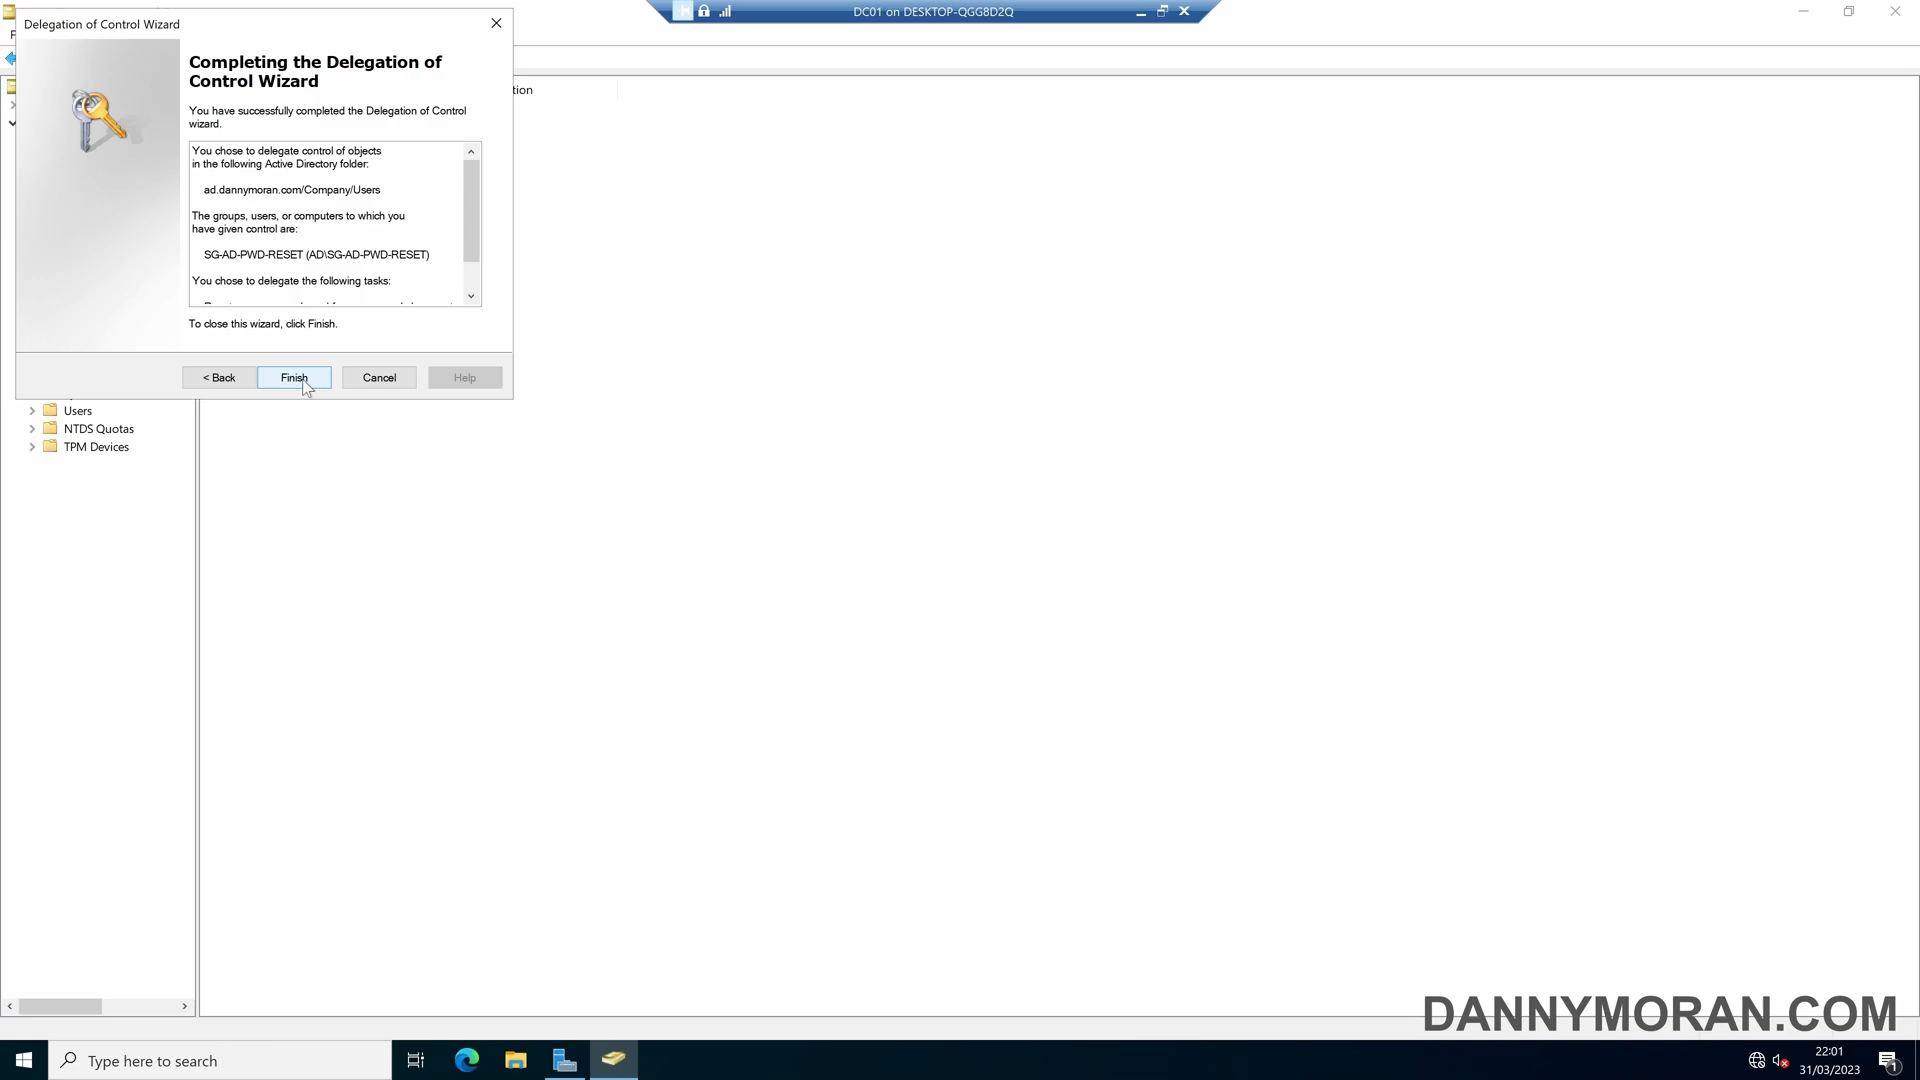 Delegation of Control Wizard
DC01 on DESKTOP-QGG8D2Q
Completing the Delegation of
Control Wizard
You have successfully completed the Delegation of Control
wizard.
You chose to delegate control of objects
in the following Active Directory folder:
ad.dannymoran.com/Company/Users
The groups, users, or computers to which you
have given control are:
SG-AD-PWD-RESET (AD\SG-AD-PWD-RESET)
You chose to delegate the following tasks:
To close this wizard, click Finish.
< Back
Finish
Cancel
Help
Users
NTDS Quotas
TPM Devices
DANNYMORAN.COM
Type here to search
22:01
31/03/2023
1